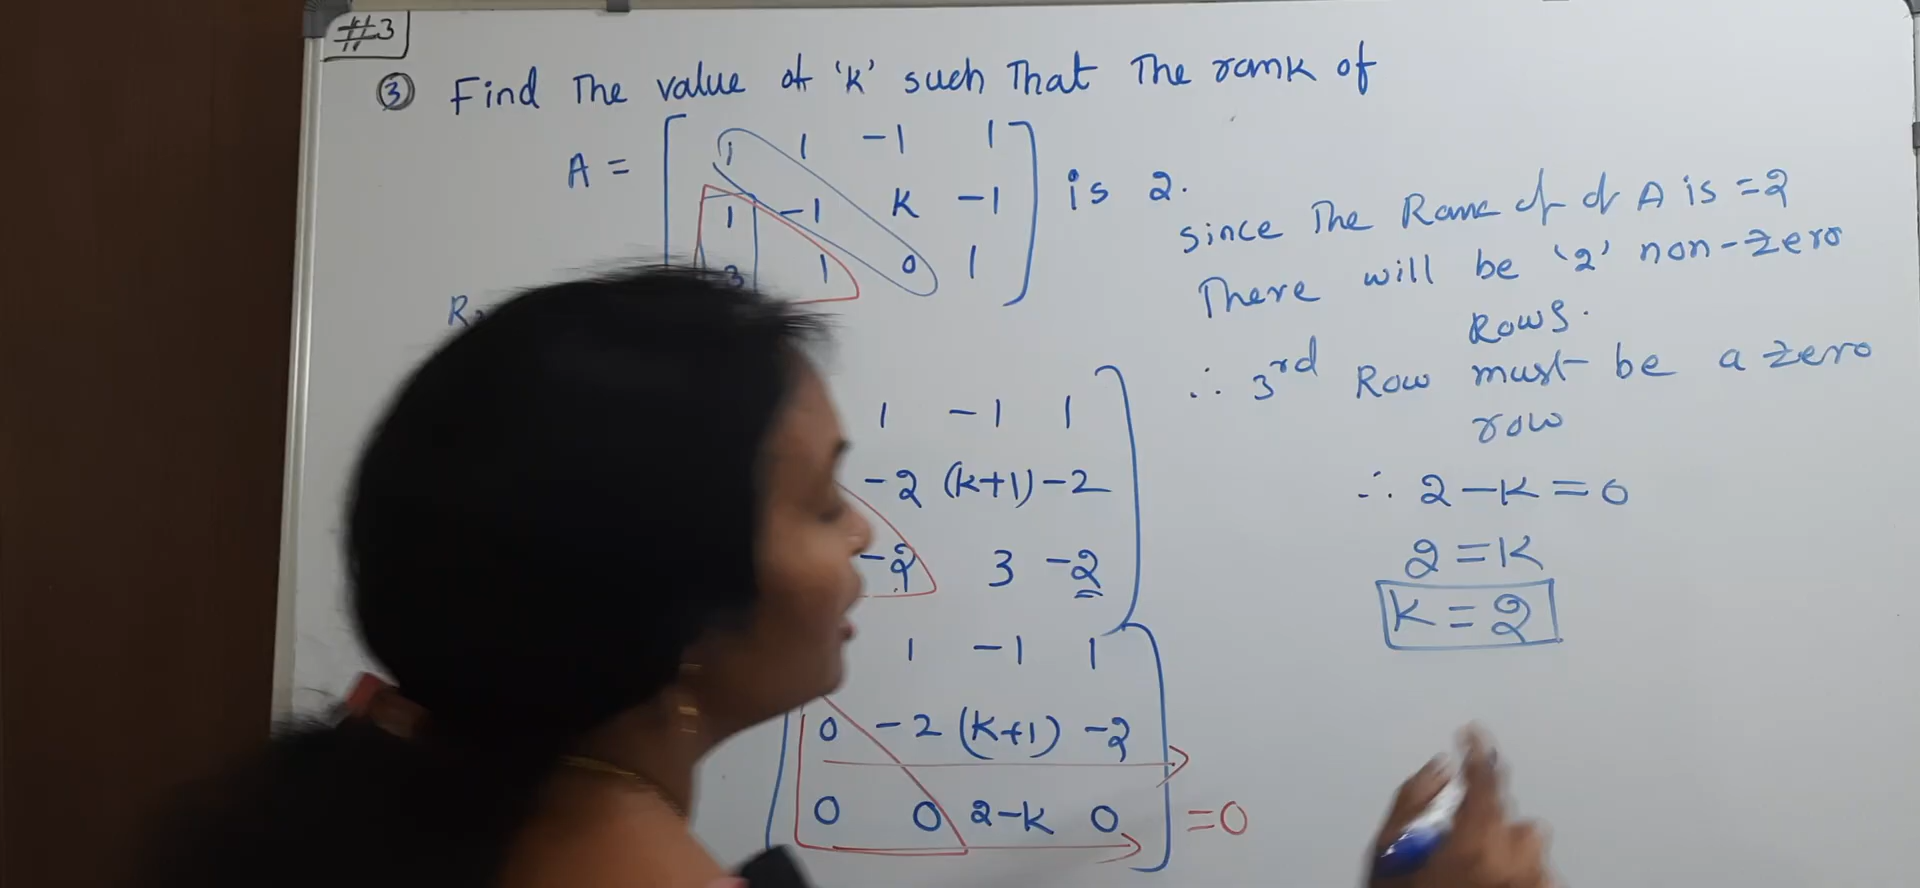 #3
③ Find The value of 'k' such That The rank of
A = [ 1 1 -1 1
1 -1 K -1
3 1 0 1 ] is 2.
since The Rank of of A is = 2
There will be '2' non-zero
Rows.
∴ 3rd Row must be a zero
row
∴ 2-K = 0
2 = K
K = 2
1 -1 1
-2 (k+1) -2
-2 3 -2
1 -1 1
0 -2 (k+1) -2
0 0 2-k 0 = 0